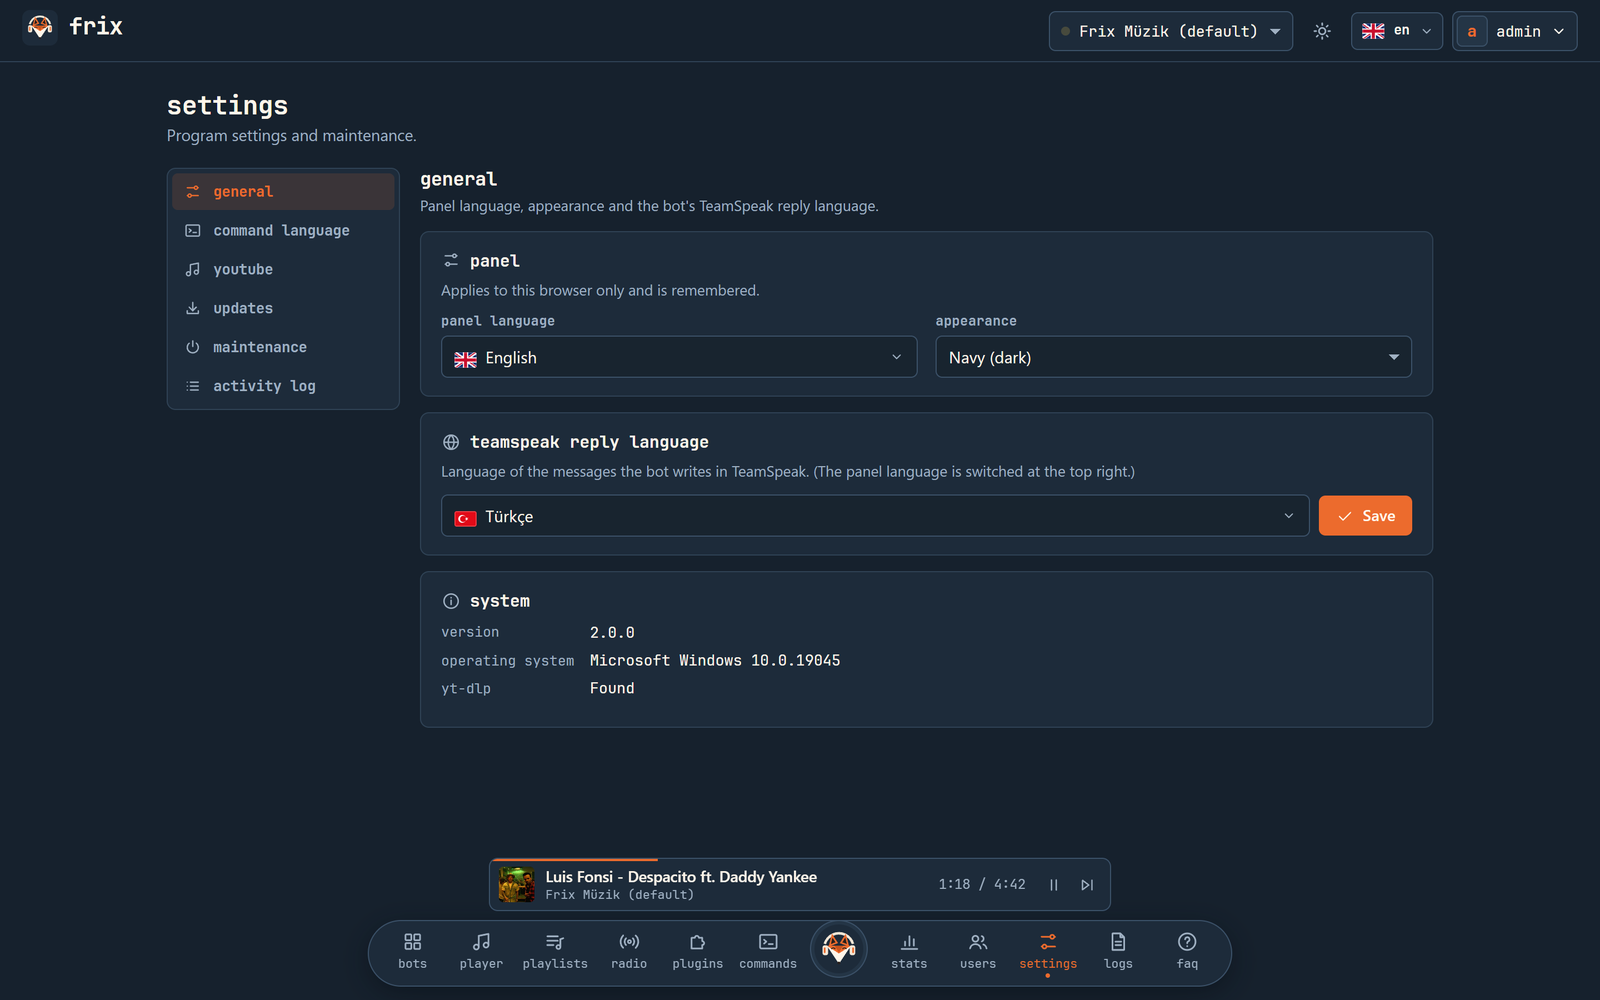 frix
Frix Müzik (default)
en
a
admin
settings
Program settings and maintenance.
general
command language
youtube
updates
maintenance
activity log
general
Panel language, appearance and the bot's TeamSpeak reply language.
panel
Applies to this browser only and is remembered.
panel language
appearance
English
Navy (dark)
teamspeak reply language
Language of the messages the bot writes in TeamSpeak. (The panel language is switched at the top right.)
Türkçe
Save
system
version 2.0.0
operating system Microsoft Windows 10.0.19045
yt-dlp Found
Luis Fonsi - Despacito ft. Daddy Yankee
Frix Müzik (default)
1:18 / 4:42
bots
player
playlists
radio
plugins
commands
stats
users
settings
logs
faq